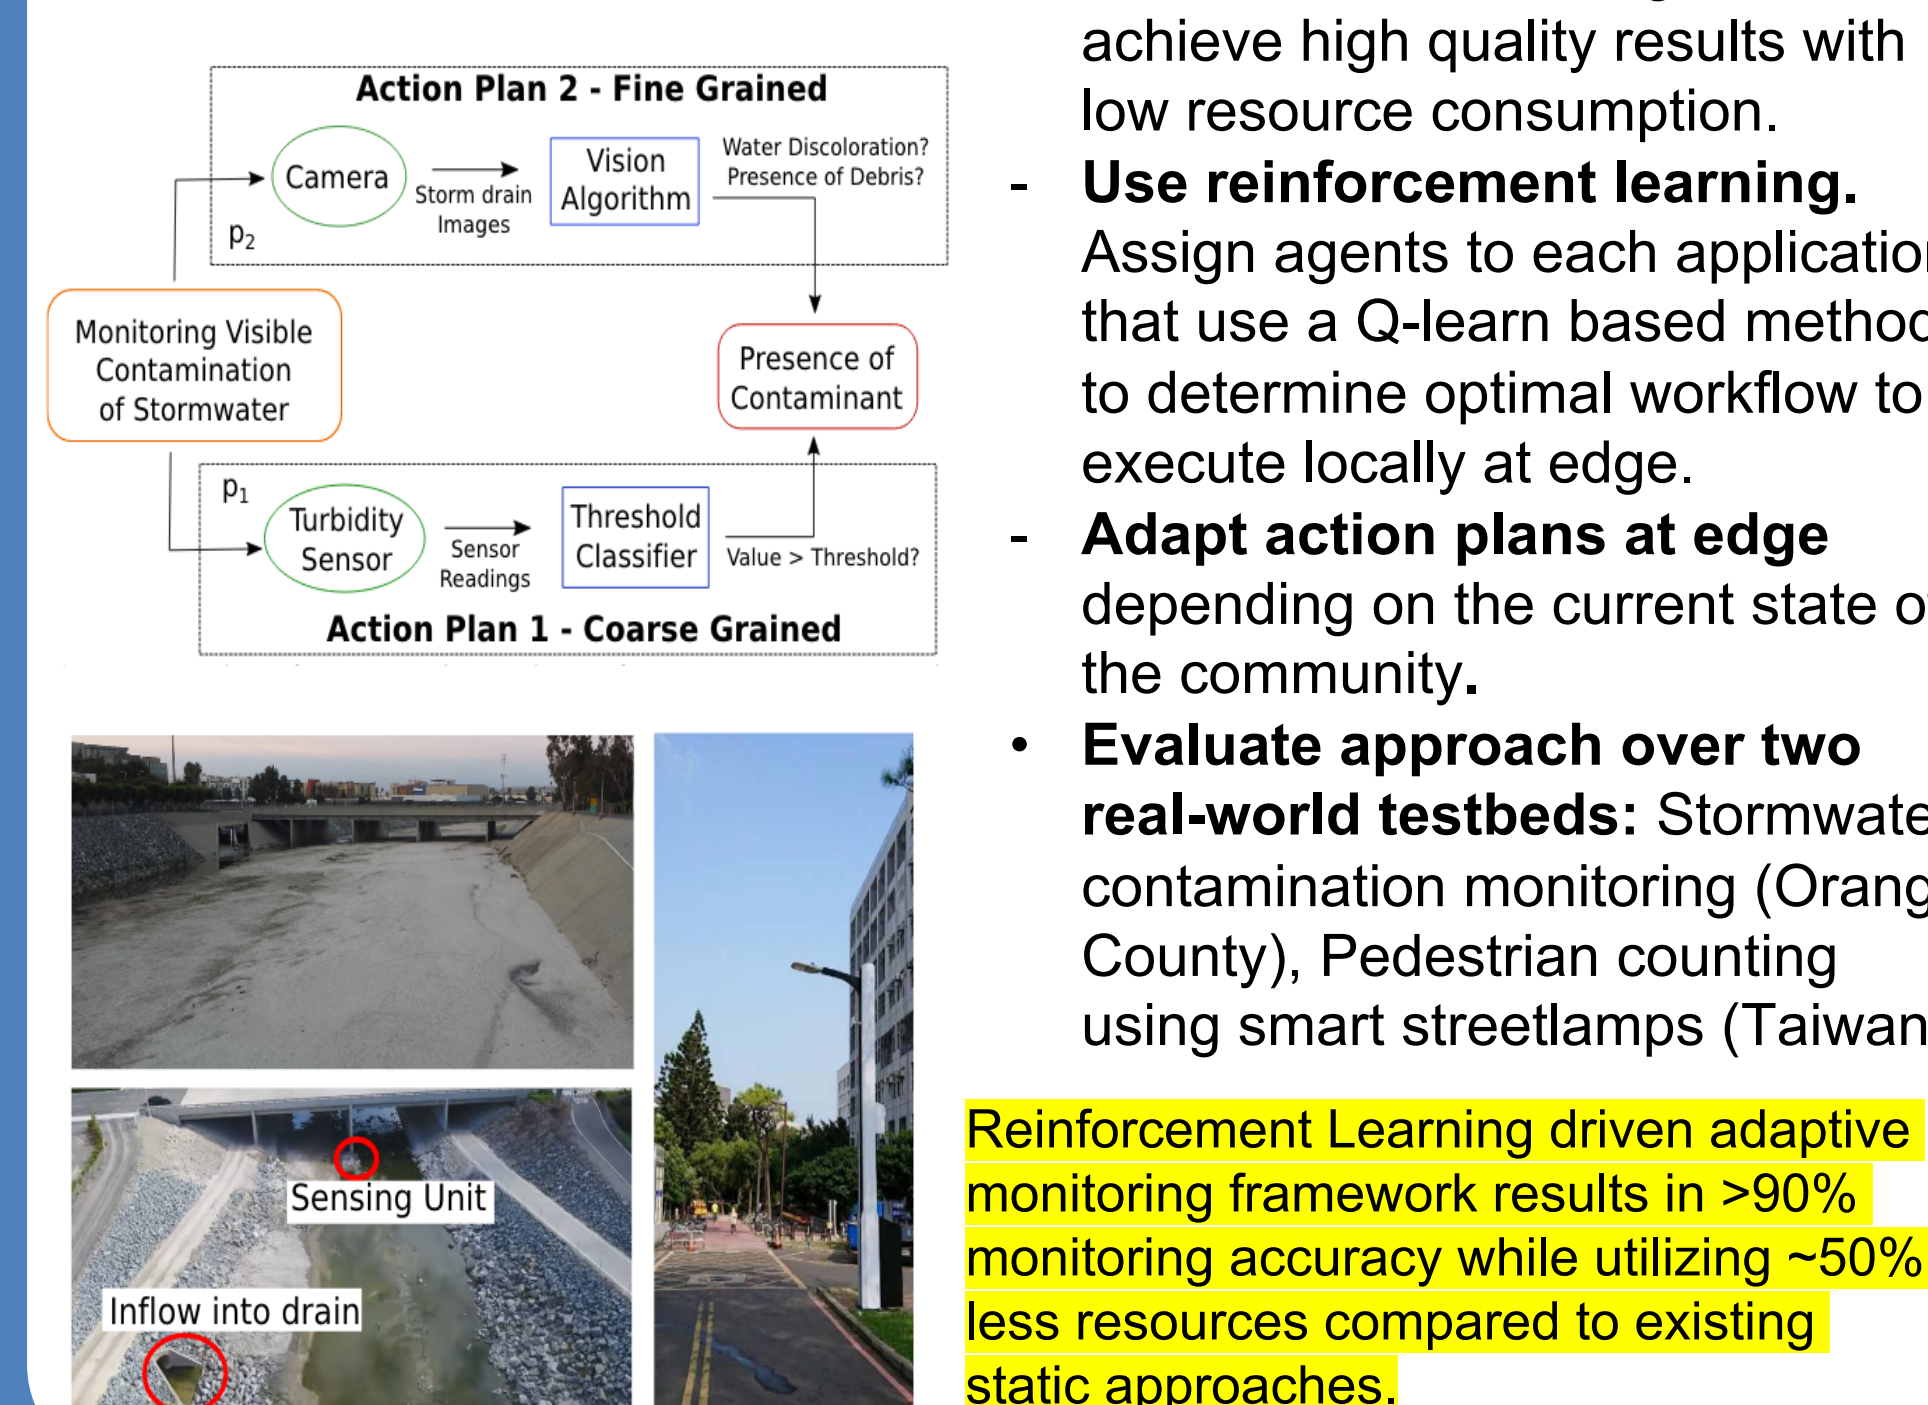 Action Plan 2 - Fine Grained
Camera
Storm drain
Images
Vision
Algorithm
Water Discoloration?
Presence of Debris?
p2
Monitoring Visible
Contamination
of Stormwater
Presence of
Contaminant
p1
Turbidity
Sensor
Sensor
Readings
Threshold
Classifier
Value > Threshold?
Action Plan 1 - Coarse Grained
Sensing Unit
Inflow into drain
achieve high quality results with
low resource consumption.
- Use reinforcement learning.
Assign agents to each application
that use a Q-learn based method
to determine optimal workflow to
execute locally at edge.
- Adapt action plans at edge
depending on the current state of
the community.
• Evaluate approach over two
real-world testbeds: Stormwate
contamination monitoring (Orang
County), Pedestrian counting
using smart streetlamps (Taiwan
Reinforcement Learning driven adaptive
monitoring framework results in >90%
monitoring accuracy while utilizing ~50%
less resources compared to existing
static approaches.